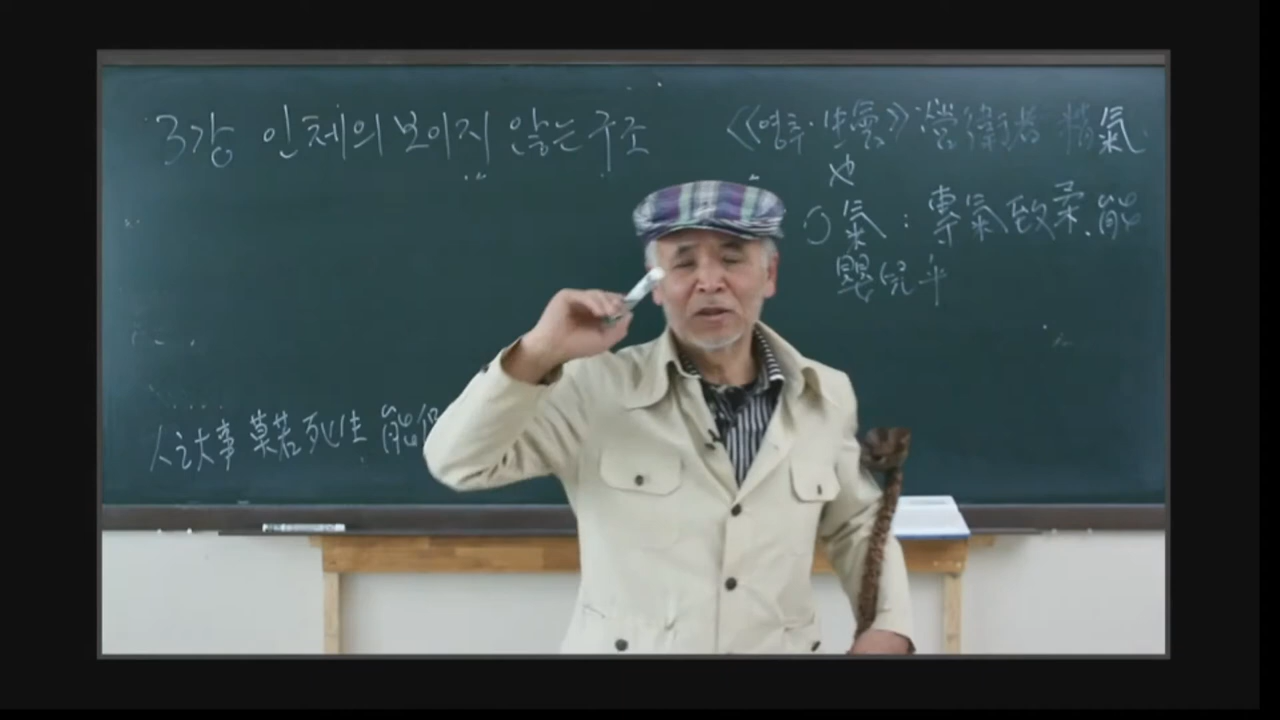 3강 인체의 보이지 않는 구조
《영추·生會》營衛者 精氣
也
○氣：專氣致柔.能
嬰兒乎
人之大事莫若死生 能